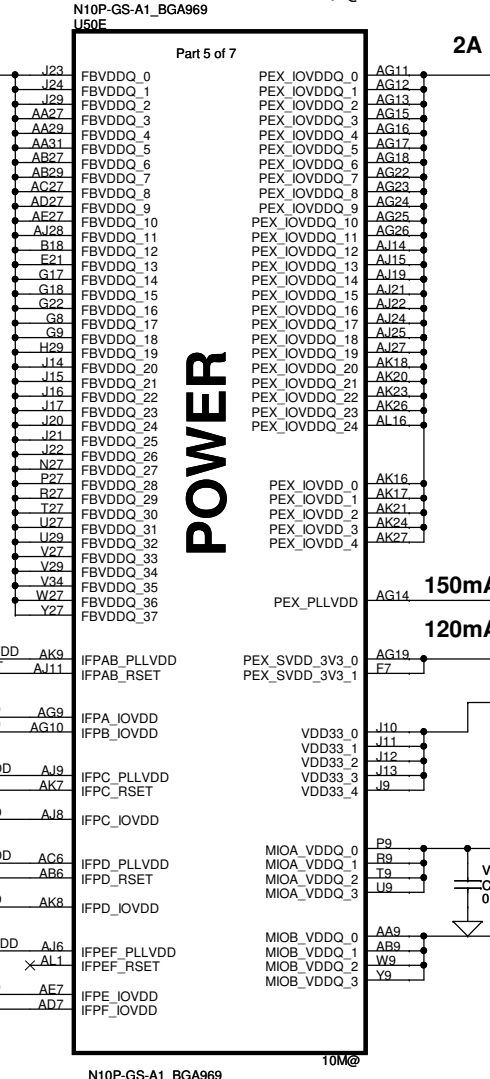 N10P-GS-A1_BGA969
U50E
Part 5 of 7
2A
J23 FBVDDQ_0 PEX_IOVDDQ_0 AG11
J24 FBVDDQ_1 PEX_IOVDDQ_1 AG12
J29 FBVDDQ_2 PEX_IOVDDQ_2 AG13
AA27 FBVDDQ_3 PEX_IOVDDQ_3 AG15
AA29 FBVDDQ_4 PEX_IOVDDQ_4 AG16
AA31 FBVDDQ_5 PEX_IOVDDQ_5 AG17
AB27 FBVDDQ_6 PEX_IOVDDQ_6 AG18
AB29 FBVDDQ_7 PEX_IOVDDQ_7 AG22
AC27 FBVDDQ_8 PEX_IOVDDQ_8 AG23
AD27 FBVDDQ_9 PEX_IOVDDQ_9 AG24
AE27 FBVDDQ_10 PEX_IOVDDQ_10 AG25
AJ28 FBVDDQ_11 PEX_IOVDDQ_11 AG26
B18 FBVDDQ_12 PEX_IOVDDQ_12 AJ14
E21 FBVDDQ_13 PEX_IOVDDQ_13 AJ15
G17 FBVDDQ_14 PEX_IOVDDQ_14 AJ19
G18 FBVDDQ_15 PEX_IOVDDQ_15 AJ21
G22 FBVDDQ_16 PEX_IOVDDQ_16 AJ22
G8 FBVDDQ_17 PEX_IOVDDQ_17 AJ24
G9 FBVDDQ_18 PEX_IOVDDQ_18 AJ25
H29 FBVDDQ_19 PEX_IOVDDQ_19 AJ27
J14 FBVDDQ_20 PEX_IOVDDQ_20 AK18
J15 FBVDDQ_21 PEX_IOVDDQ_21 AK20
J16 FBVDDQ_22 PEX_IOVDDQ_22 AK23
J17 FBVDDQ_23 PEX_IOVDDQ_23 AK26
J20 FBVDDQ_24 PEX_IOVDDQ_24 AL16
J21 FBVDDQ_25
J22 FBVDDQ_26
N27 FBVDDQ_27
P27 FBVDDQ_28 PEX_IOVDD_0 AK16
R27 FBVDDQ_29 PEX_IOVDD_1 AK17
T27 FBVDDQ_30 PEX_IOVDD_2 AK21
U27 FBVDDQ_31 PEX_IOVDD_3 AK24
U29 FBVDDQ_32 PEX_IOVDD_4 AK27
V27 FBVDDQ_33
V29 FBVDDQ_34
V34 FBVDDQ_35
W27 FBVDDQ_36 PEX_PLLVDD AG14 150mA
Y27 FBVDDQ_37
POWER
120mA
DD AK9 IFPAB_PLLVDD PEX_SVDD_3V3_0 AG19
AJ11 IFPAB_RSET PEX_SVDD_3V3_1 F7
AG9 IFPA_IOVDD
AG10 IFPB_IOVDD VDD33_0 J10
VDD33_1 J11
VDD33_2 J12
AJ9 IFPC_PLLVDD VDD33_3 J13
AK7 IFPC_RSET VDD33_4 J9
AJ8 IFPC_IOVDD
MIOA_VDDQ_0 P9
AC6 IFPD_PLLVDD MIOA_VDDQ_1 R9
AB6 IFPD_RSET MIOA_VDDQ_2 T9
MIOA_VDDQ_3 U9
AK8 IFPD_IOVDD
MIOB_VDDQ_0 AA9
DD AJ6 IFPEF_PLLVDD MIOB_VDDQ_1 AB9
AL1 IFPEF_RSET MIOB_VDDQ_2 W9
MIOB_VDDQ_3 Y9
AE7 IFPE_IOVDD
AD7 IFPF_IOVDD
10M@
N10P-GS-A1_BGA969